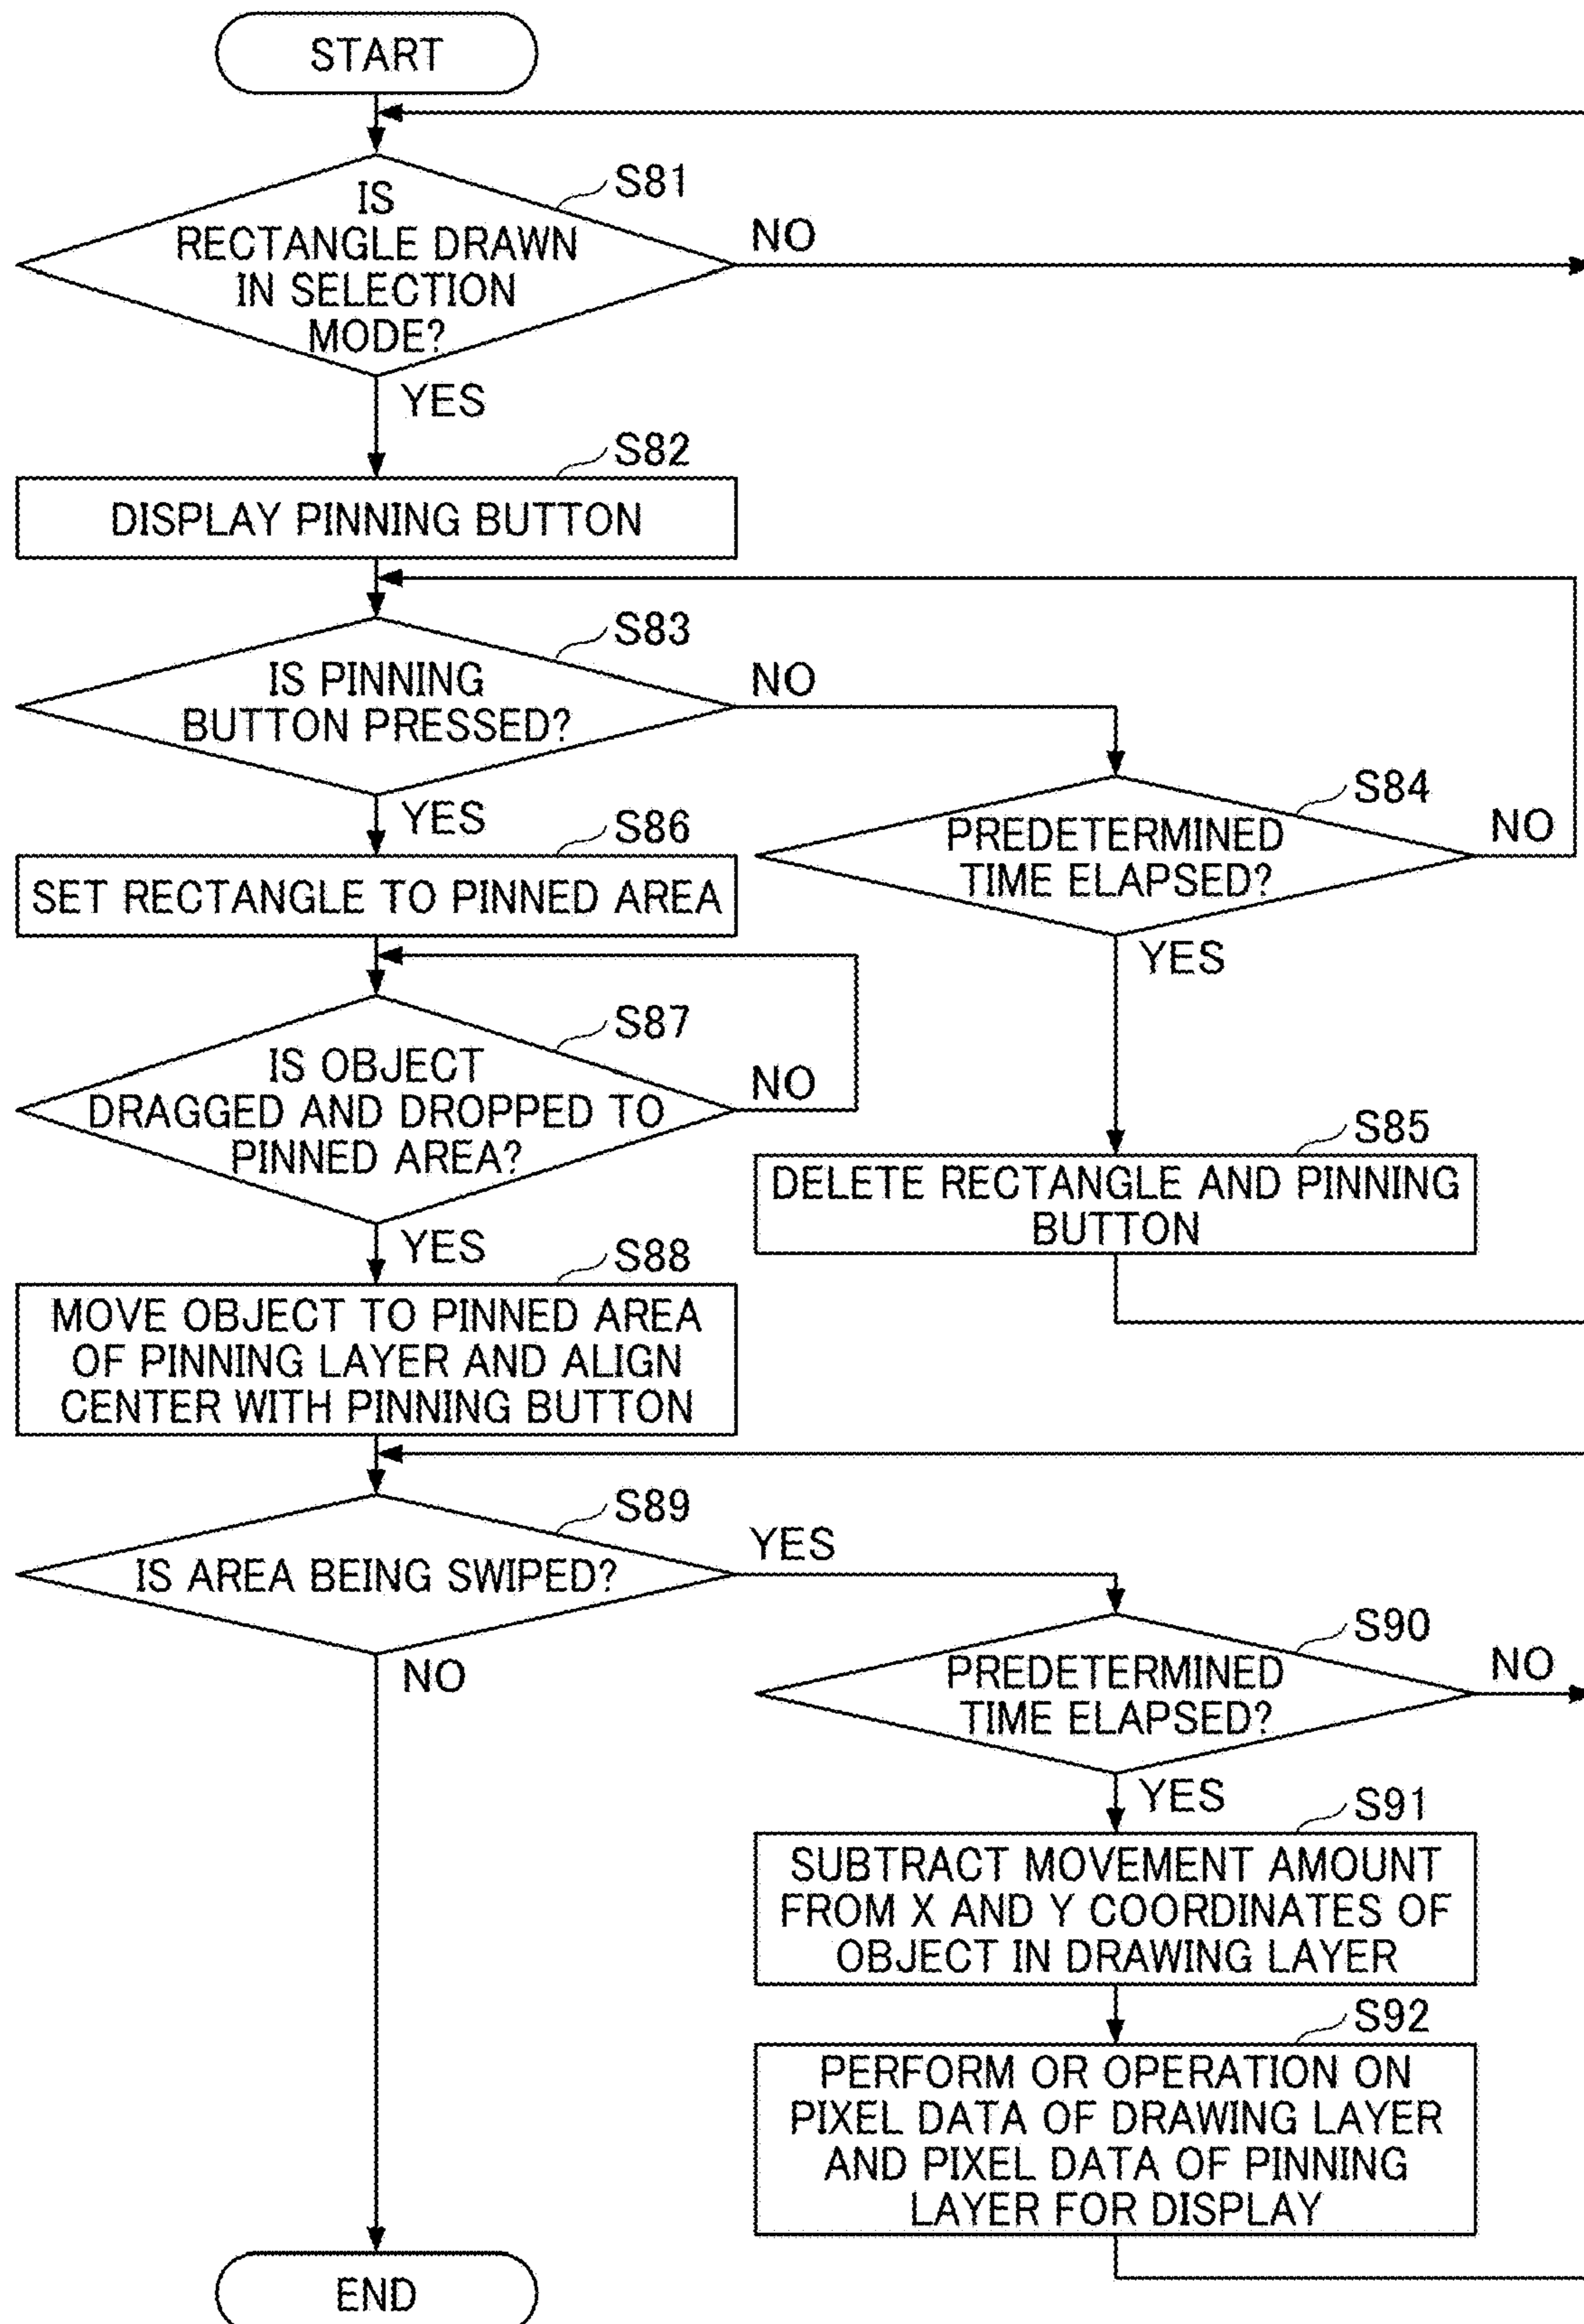 START
S81
IS
RECTANGLE DRAWN
IN SELECTION
MODE?
NO
YES
S82
DISPLAY PINNING BUTTON
S83
IS PINNING
BUTTON PRESSED?
NO
YES
S84
PREDETERMINED
TIME ELAPSED?
NO
YES
S85
DELETE RECTANGLE AND PINNING
BUTTON
S86
SET RECTANGLE TO PINNED AREA
S87
IS OBJECT
DRAGGED AND DROPPED TO
PINNED AREA?
NO
YES
S88
MOVE OBJECT TO PINNED AREA
OF PINNING LAYER AND ALIGN
CENTER WITH PINNING BUTTON
S89
IS AREA BEING SWIPED?
YES
NO
S90
PREDETERMINED
TIME ELAPSED?
NO
YES
S91
SUBTRACT MOVEMENT AMOUNT
FROM X AND Y COORDINATES OF
OBJECT IN DRAWING LAYER
S92
PERFORM OR OPERATION ON
PIXEL DATA OF DRAWING LAYER
AND PIXEL DATA OF PINNING
LAYER FOR DISPLAY
END